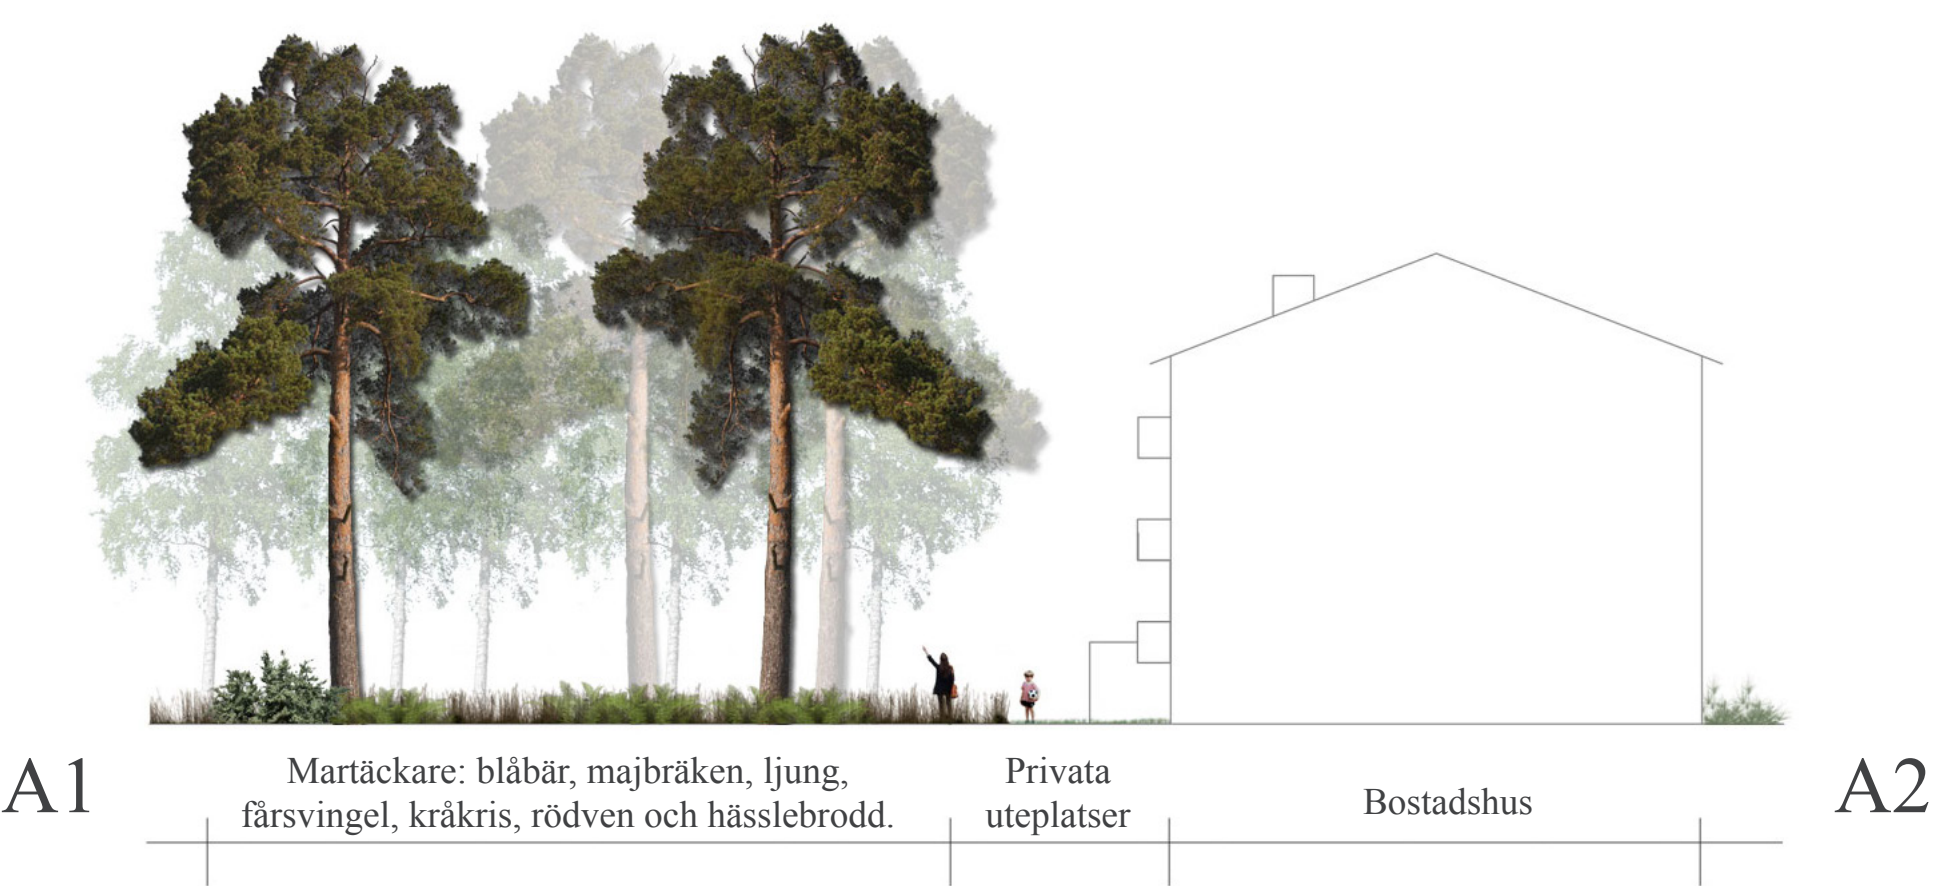 Martäckare: blåbär, majbräken, ljung,
fårsvingel, kråkris, rödven och hässlebrodd.
Privata
uteplatser
Bostadshus
A1
A2